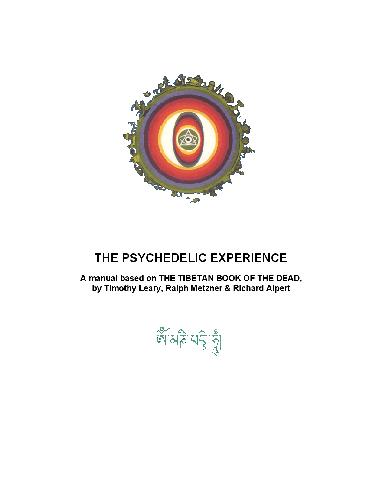 THE PSYCHEDELIC EXPERIENCE
A manual based on THE TIBETAN BOOK OF THE DEAD,
by Timothy Leary, Ralph Metzner & Richard Alpert
ༀ་མ་ཎི་པདྨེ་ཧཱུྃ།